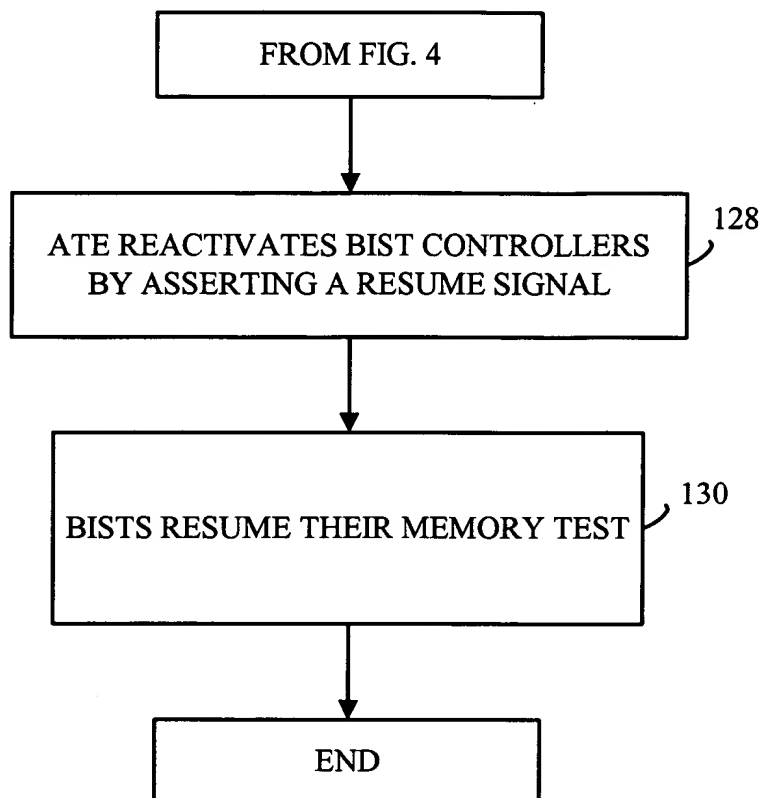 FROM FIG. 4
ATE REACTIVATES BIST CONTROLLERS
BY ASSERTING A RESUME SIGNAL
128
BISTS RESUME THEIR MEMORY TEST
130
END